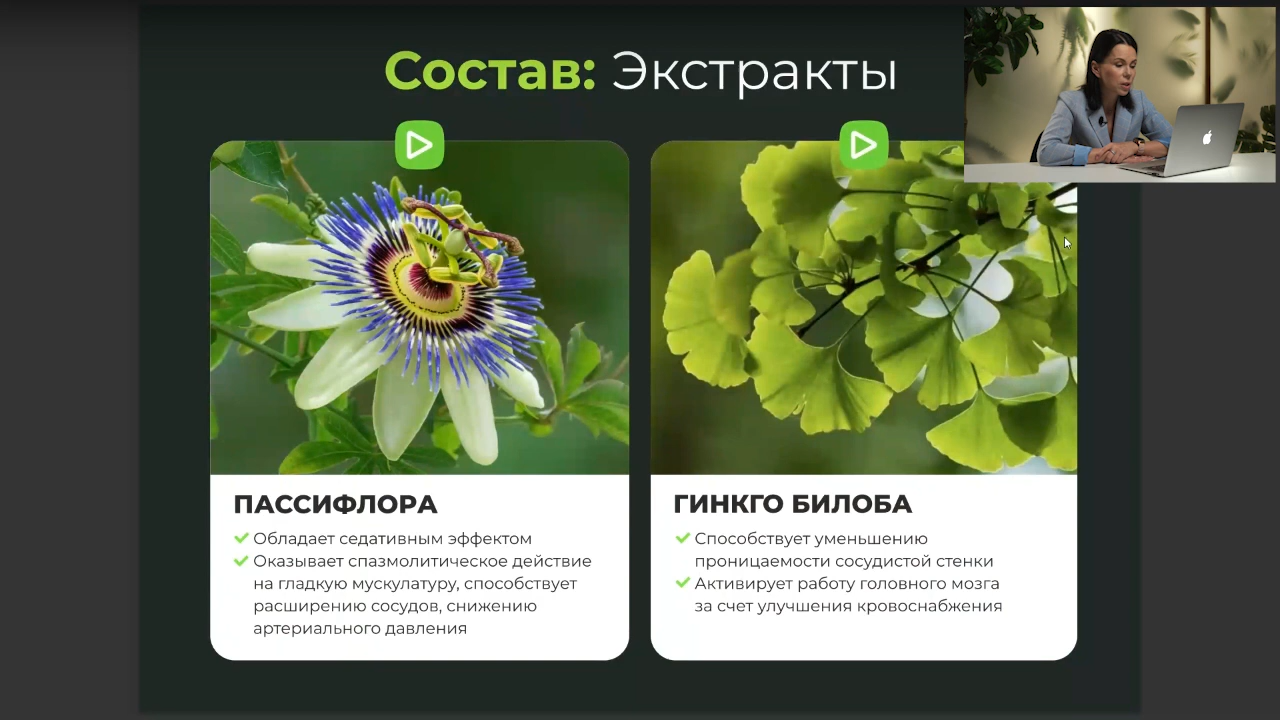 Состав: Экстракты
ПАССИФЛОРА
Обладает седативным эффектом
Оказывает спазмолитическое действие
на гладкую мускулатуру, способствует
расширению сосудов, снижению
артериального давления
ГИНКГО БИЛОБА
Способствует уменьшению
проницаемости сосудистой стенки
Активирует работу головного мозга
за счет улучшения кровоснабжения